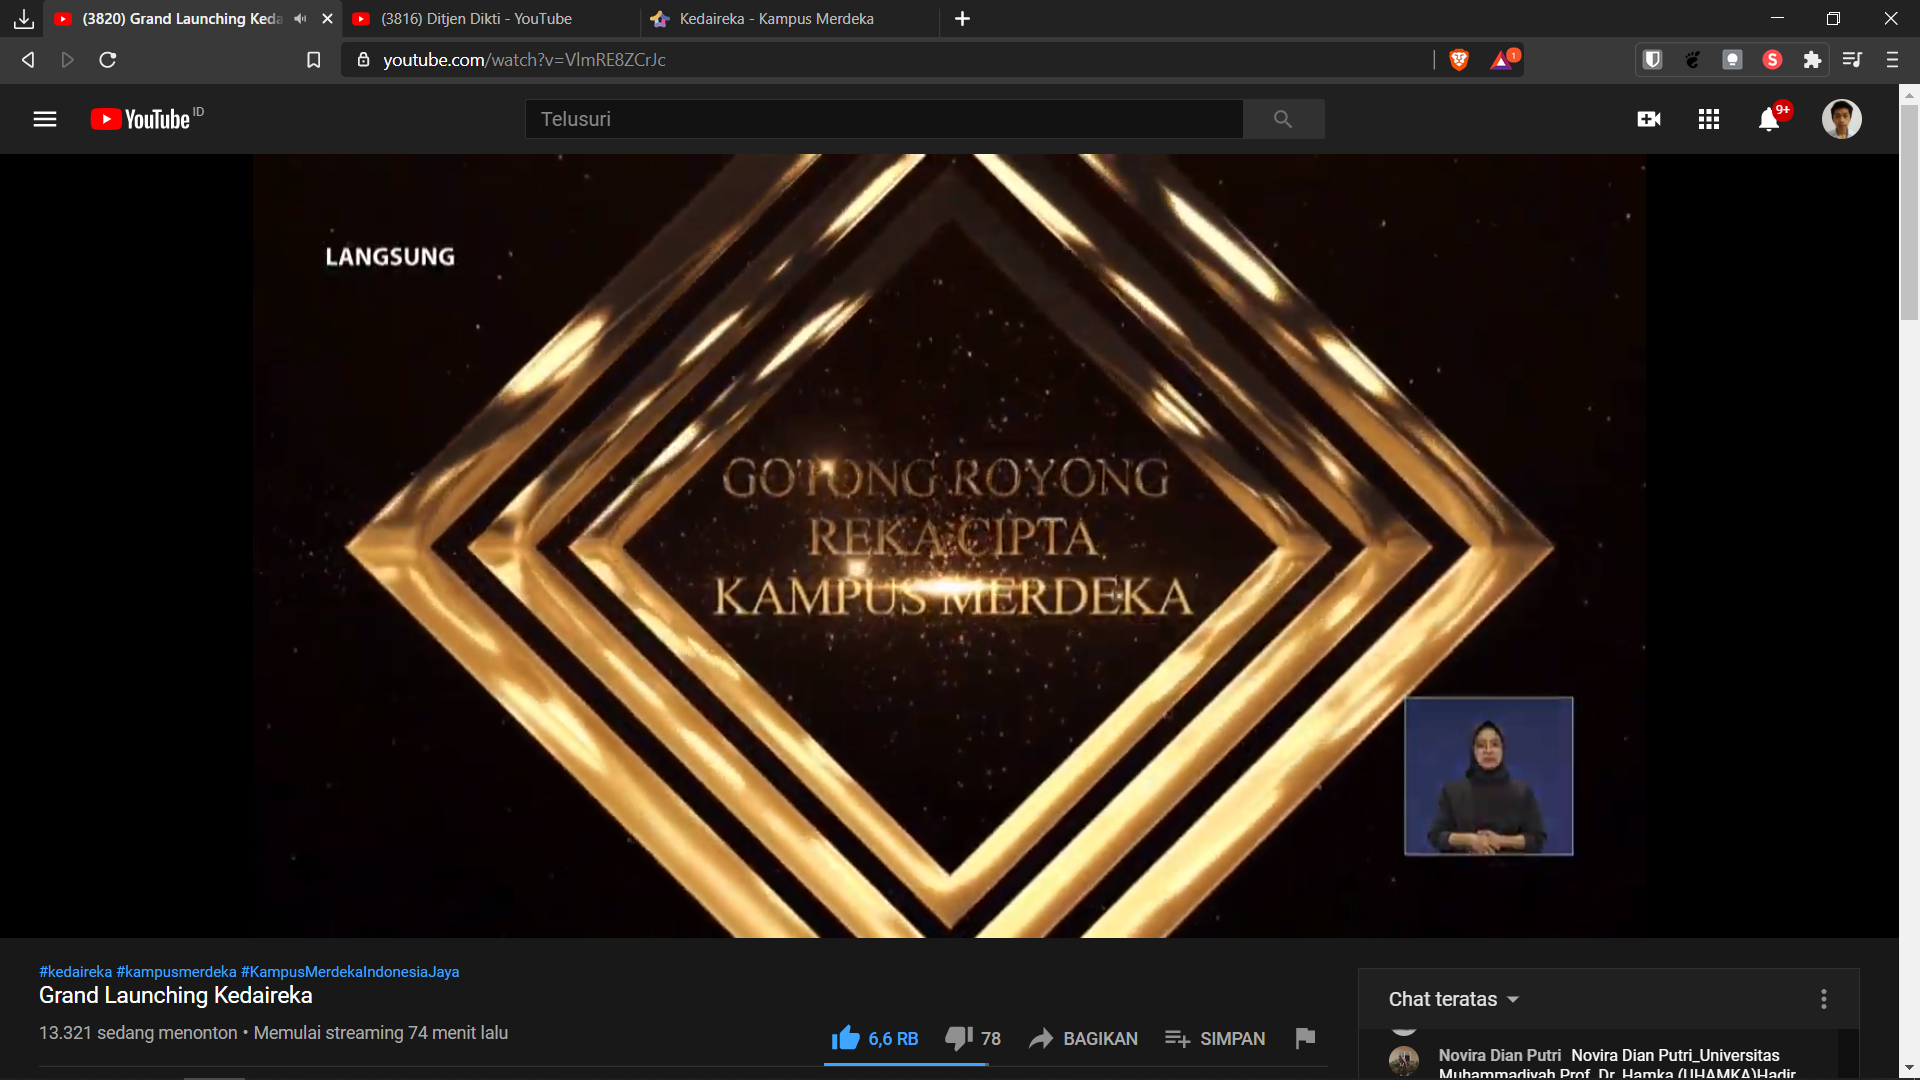 (3820) Grand Launching Keda
(3816) Ditjen Dikti - YouTube
Kedaireka - Kampus Merdeka
youtube.com/watch?v=VlmRE8ZCrJc
1
S
YouTube ID
Telusuri
9+
LANGSUNG
GOTONG ROYONG
REKA CIPTA
KAMPUS MERDEKA
#kedaireka #kampusmerdeka #KampusMerdekaIndonesiaJaya
Grand Launching Kedaireka
13.321 sedang menonton • Memulai streaming 74 menit lalu
6,6 RB
78
BAGIKAN
SIMPAN
Chat teratas
Novira Dian Putri Novira Dian Putri_Universitas
Muhammadiyah Prof. Dr. Hamka (UHAMKA)Hadir